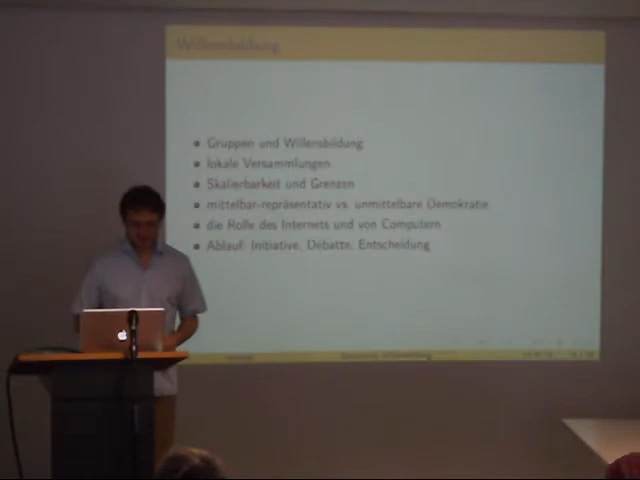 Willensbildung
Gruppen und Willensbildung
lokale Versammlungen
Skalierbarkeit und Grenzen
mittelbar-repräsentativ vs. unmittelbare Demokratie
die Rolle des Internets und von Computern
Ablauf: Initiative, Debatte, Entscheidung